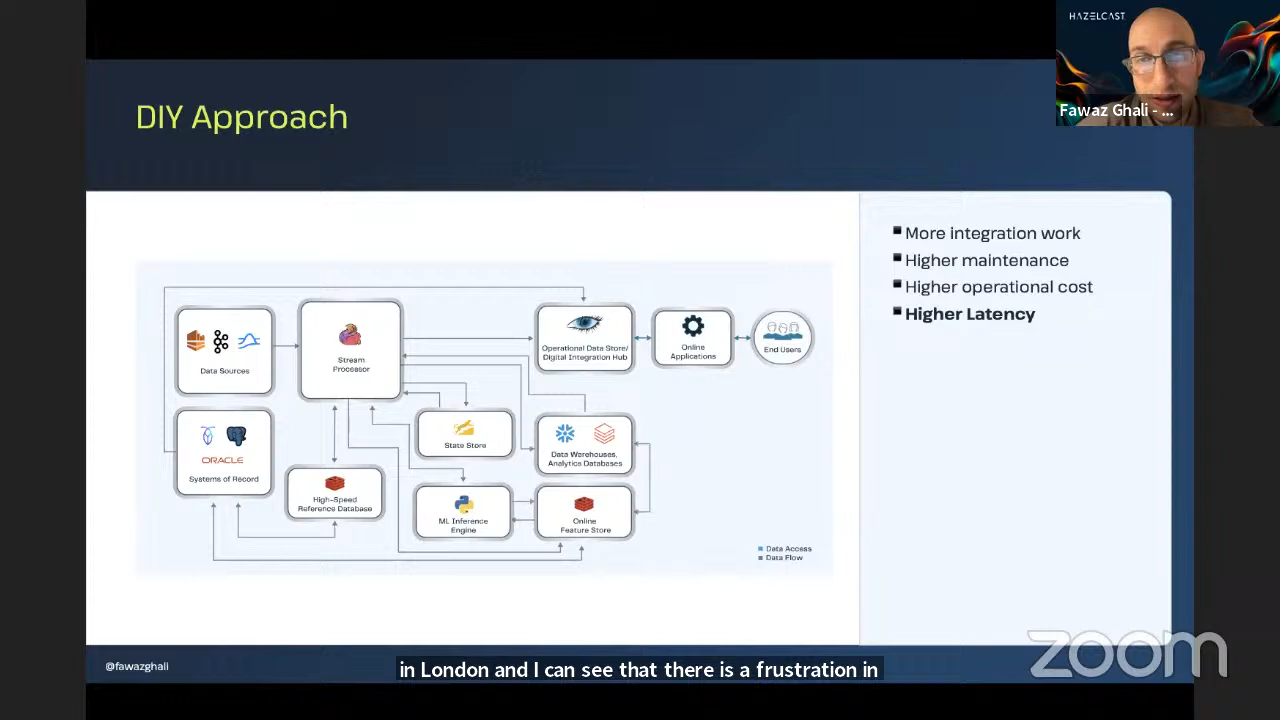 HAZELCAST
Fawaz Ghali - ...
DIY Approach
More integration work
Higher maintenance
Higher operational cost
Higher Latency
Data Sources
Stream
Processor
Operational Data Store/
Digital Integration Hub
Online
Applications
End Users
ORACLE
Systems of Record
High-Speed
Reference Database
State Store
Data Warehouses,
Analytics Databases
ML Inference
Engine
Online
Feature Store
Data Access
Data Flow
@fawazghali
in London and I can see that there is a frustration in
zoom